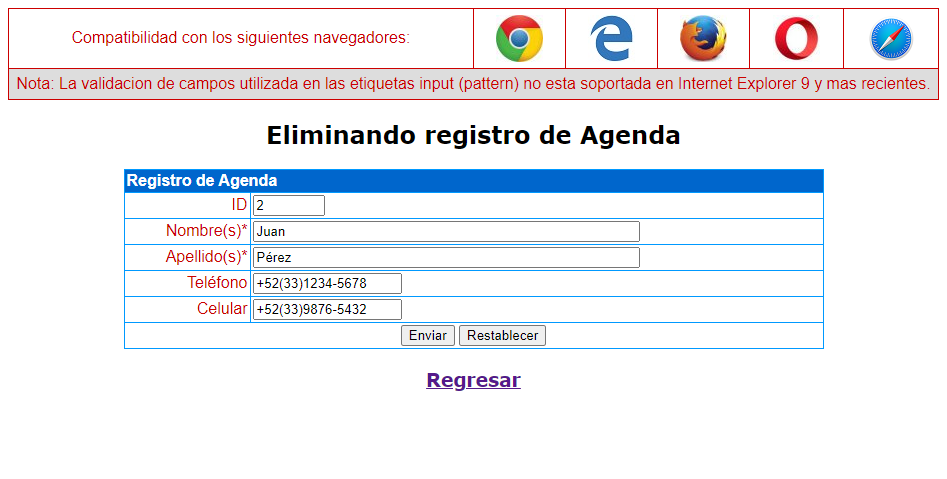 Compatibilidad con los siguientes navegadores:
Nota: La validacion de campos utilizada en las etiquetas input (pattern) no esta soportada en Internet Explorer 9 y mas recientes.
Eliminando registro de Agenda
Registro de Agenda
ID 2
Nombre(s)* Juan
Apellido(s)* Pérez
Teléfono +52(33)1234-5678
Celular +52(33)9876-5432
Enviar Restablecer
Regresar